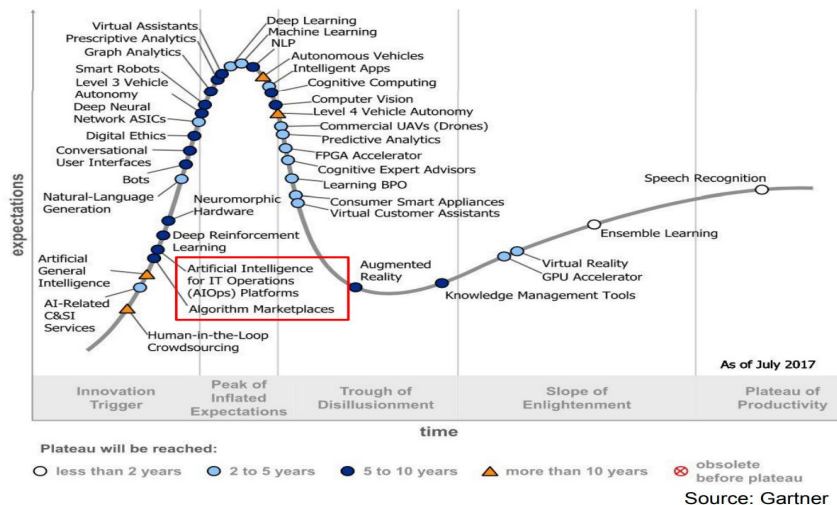 Virtual Assistants
Prescriptive Analytics
Graph Analytics
Smart Robots
Level 3 Vehicle
Autonomy
Deep Neural
Network ASICs
Digital Ethics
Conversational
User Interfaces
Bots
Natural-Language
Generation
Artificial
General
Intelligence
AI-Related
C&SI
Services
Deep Learning
Machine Learning
NLP
Autonomous Vehicles
Intelligent Apps
Cognitive Computing
Computer Vision
Level 4 Vehicle Autonomy
Commercial UAVs (Drones)
Predictive Analytics
FPGA Accelerator
Cognitive Expert Advisors
Learning BPO
Consumer Smart Appliances
Virtual Customer Assistants
Neuromorphic
Hardware
Deep Reinforcement
Learning
Artificial Intelligence
for IT Operations
(AIOps) Platforms
Algorithm Marketplaces
Human-in-the-Loop
Crowdsourcing
Augmented
Reality
Knowledge Management Tools
Speech Recognition
Ensemble Learning
Virtual Reality
GPU Accelerator
expectations
As of July 2017
Innovation
Trigger
Peak of
Inflated
Expectations
Trough of
Disillusionment
Slope of
Enlightenment
Plateau of
Productivity
time
Plateau will be reached:
less than 2 years
2 to 5 years
5 to 10 years
more than 10 years
obsolete
before plateau
Source: Gartner